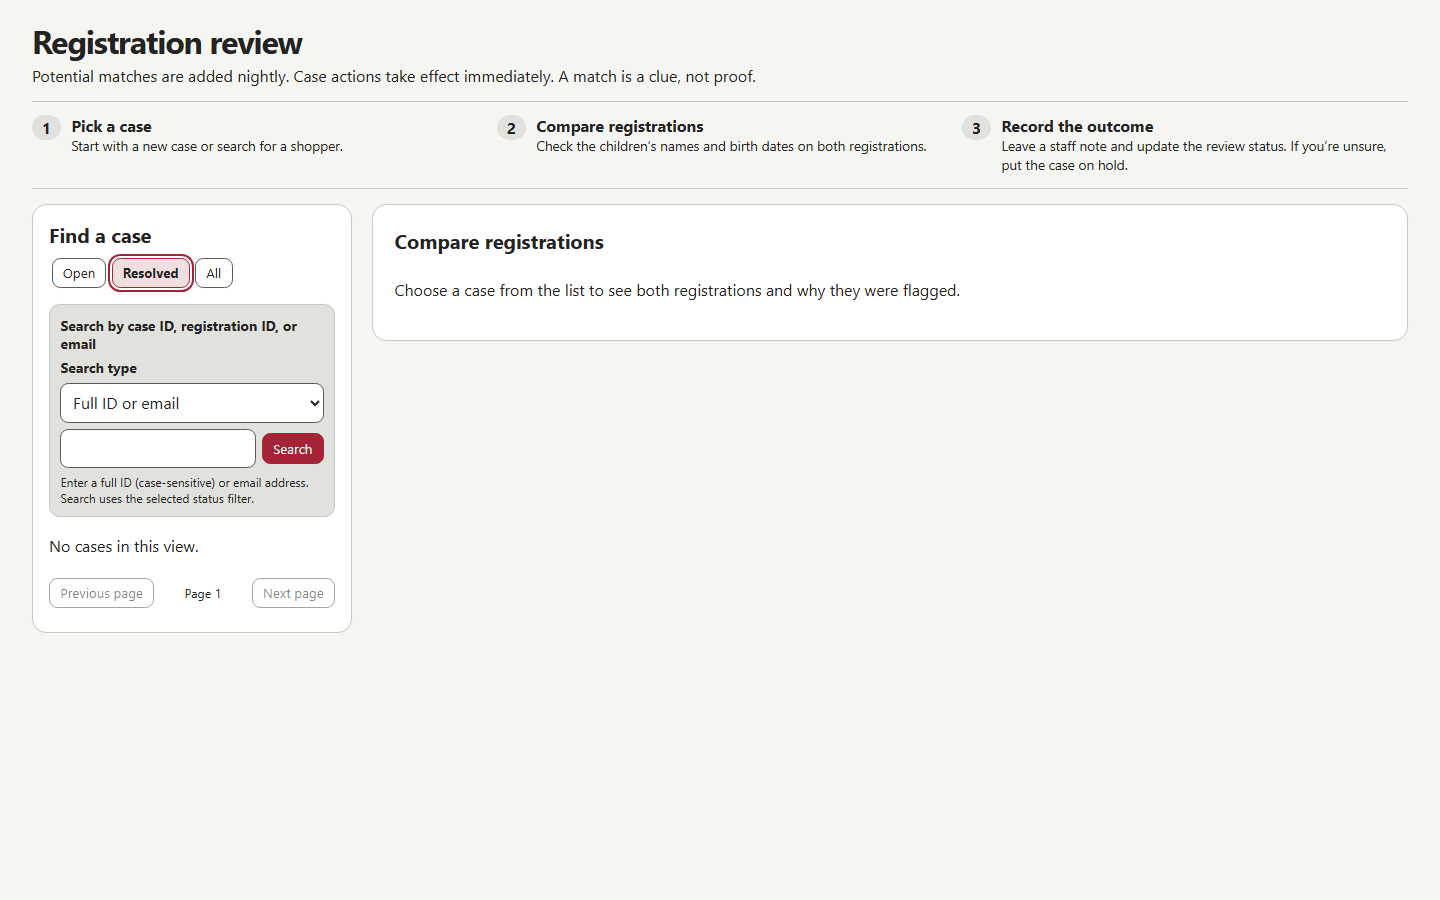 Registration review
Potential matches are added nightly. Case actions take effect immediately. A match is a clue, not proof.
1
Pick a case
Start with a new case or search for a shopper.
2
Compare registrations
Check the children’s names and birth dates on both registrations.
3
Record the outcome
Leave a staff note and update the review status. If you’re unsure,
put the case on hold.
Find a case
Open
Resolved
All
Search by case ID, registration ID, or
email
Search type
Full ID or email
Search
Enter a full ID (case-sensitive) or email address.
Search uses the selected status filter.
No cases in this view.
Previous page
Page 1
Next page
Compare registrations
Choose a case from the list to see both registrations and why they were flagged.